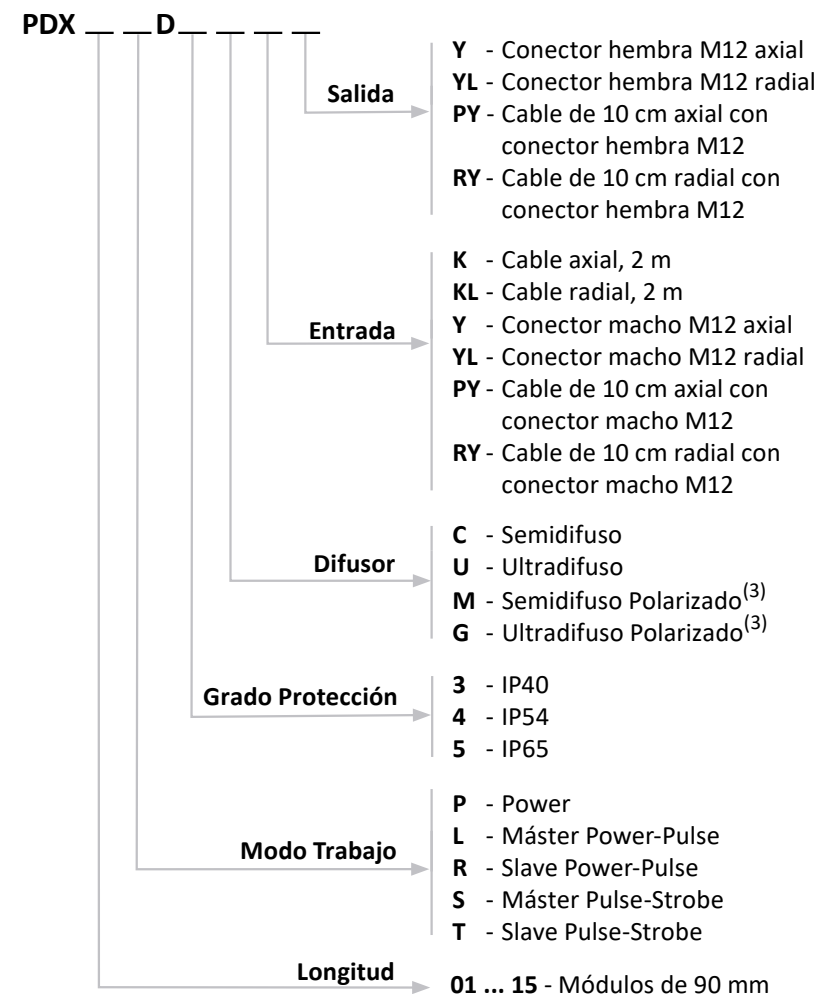 PDX __ __D__ __ __ __
Salida
Y - Conector hembra M12 axial
YL - Conector hembra M12 radial
PY - Cable de 10 cm axial con
conector hembra M12
RY - Cable de 10 cm radial con
conector hembra M12
Entrada
K - Cable axial, 2 m
KL - Cable radial, 2 m
Y - Conector macho M12 axial
YL - Conector macho M12 radial
PY - Cable de 10 cm axial con
conector macho M12
RY - Cable de 10 cm radial con
conector macho M12
Difusor
C - Semidifuso
U - Ultradifuso
M - Semidifuso Polarizado(3)
G - Ultradifuso Polarizado(3)
Grado Protección
3 - IP40
4 - IP54
5 - IP65
Modo Trabajo
P - Power
L - Máster Power-Pulse
R - Slave Power-Pulse
S - Máster Pulse-Strobe
T - Slave Pulse-Strobe
Longitud
01 ... 15 - Módulos de 90 mm